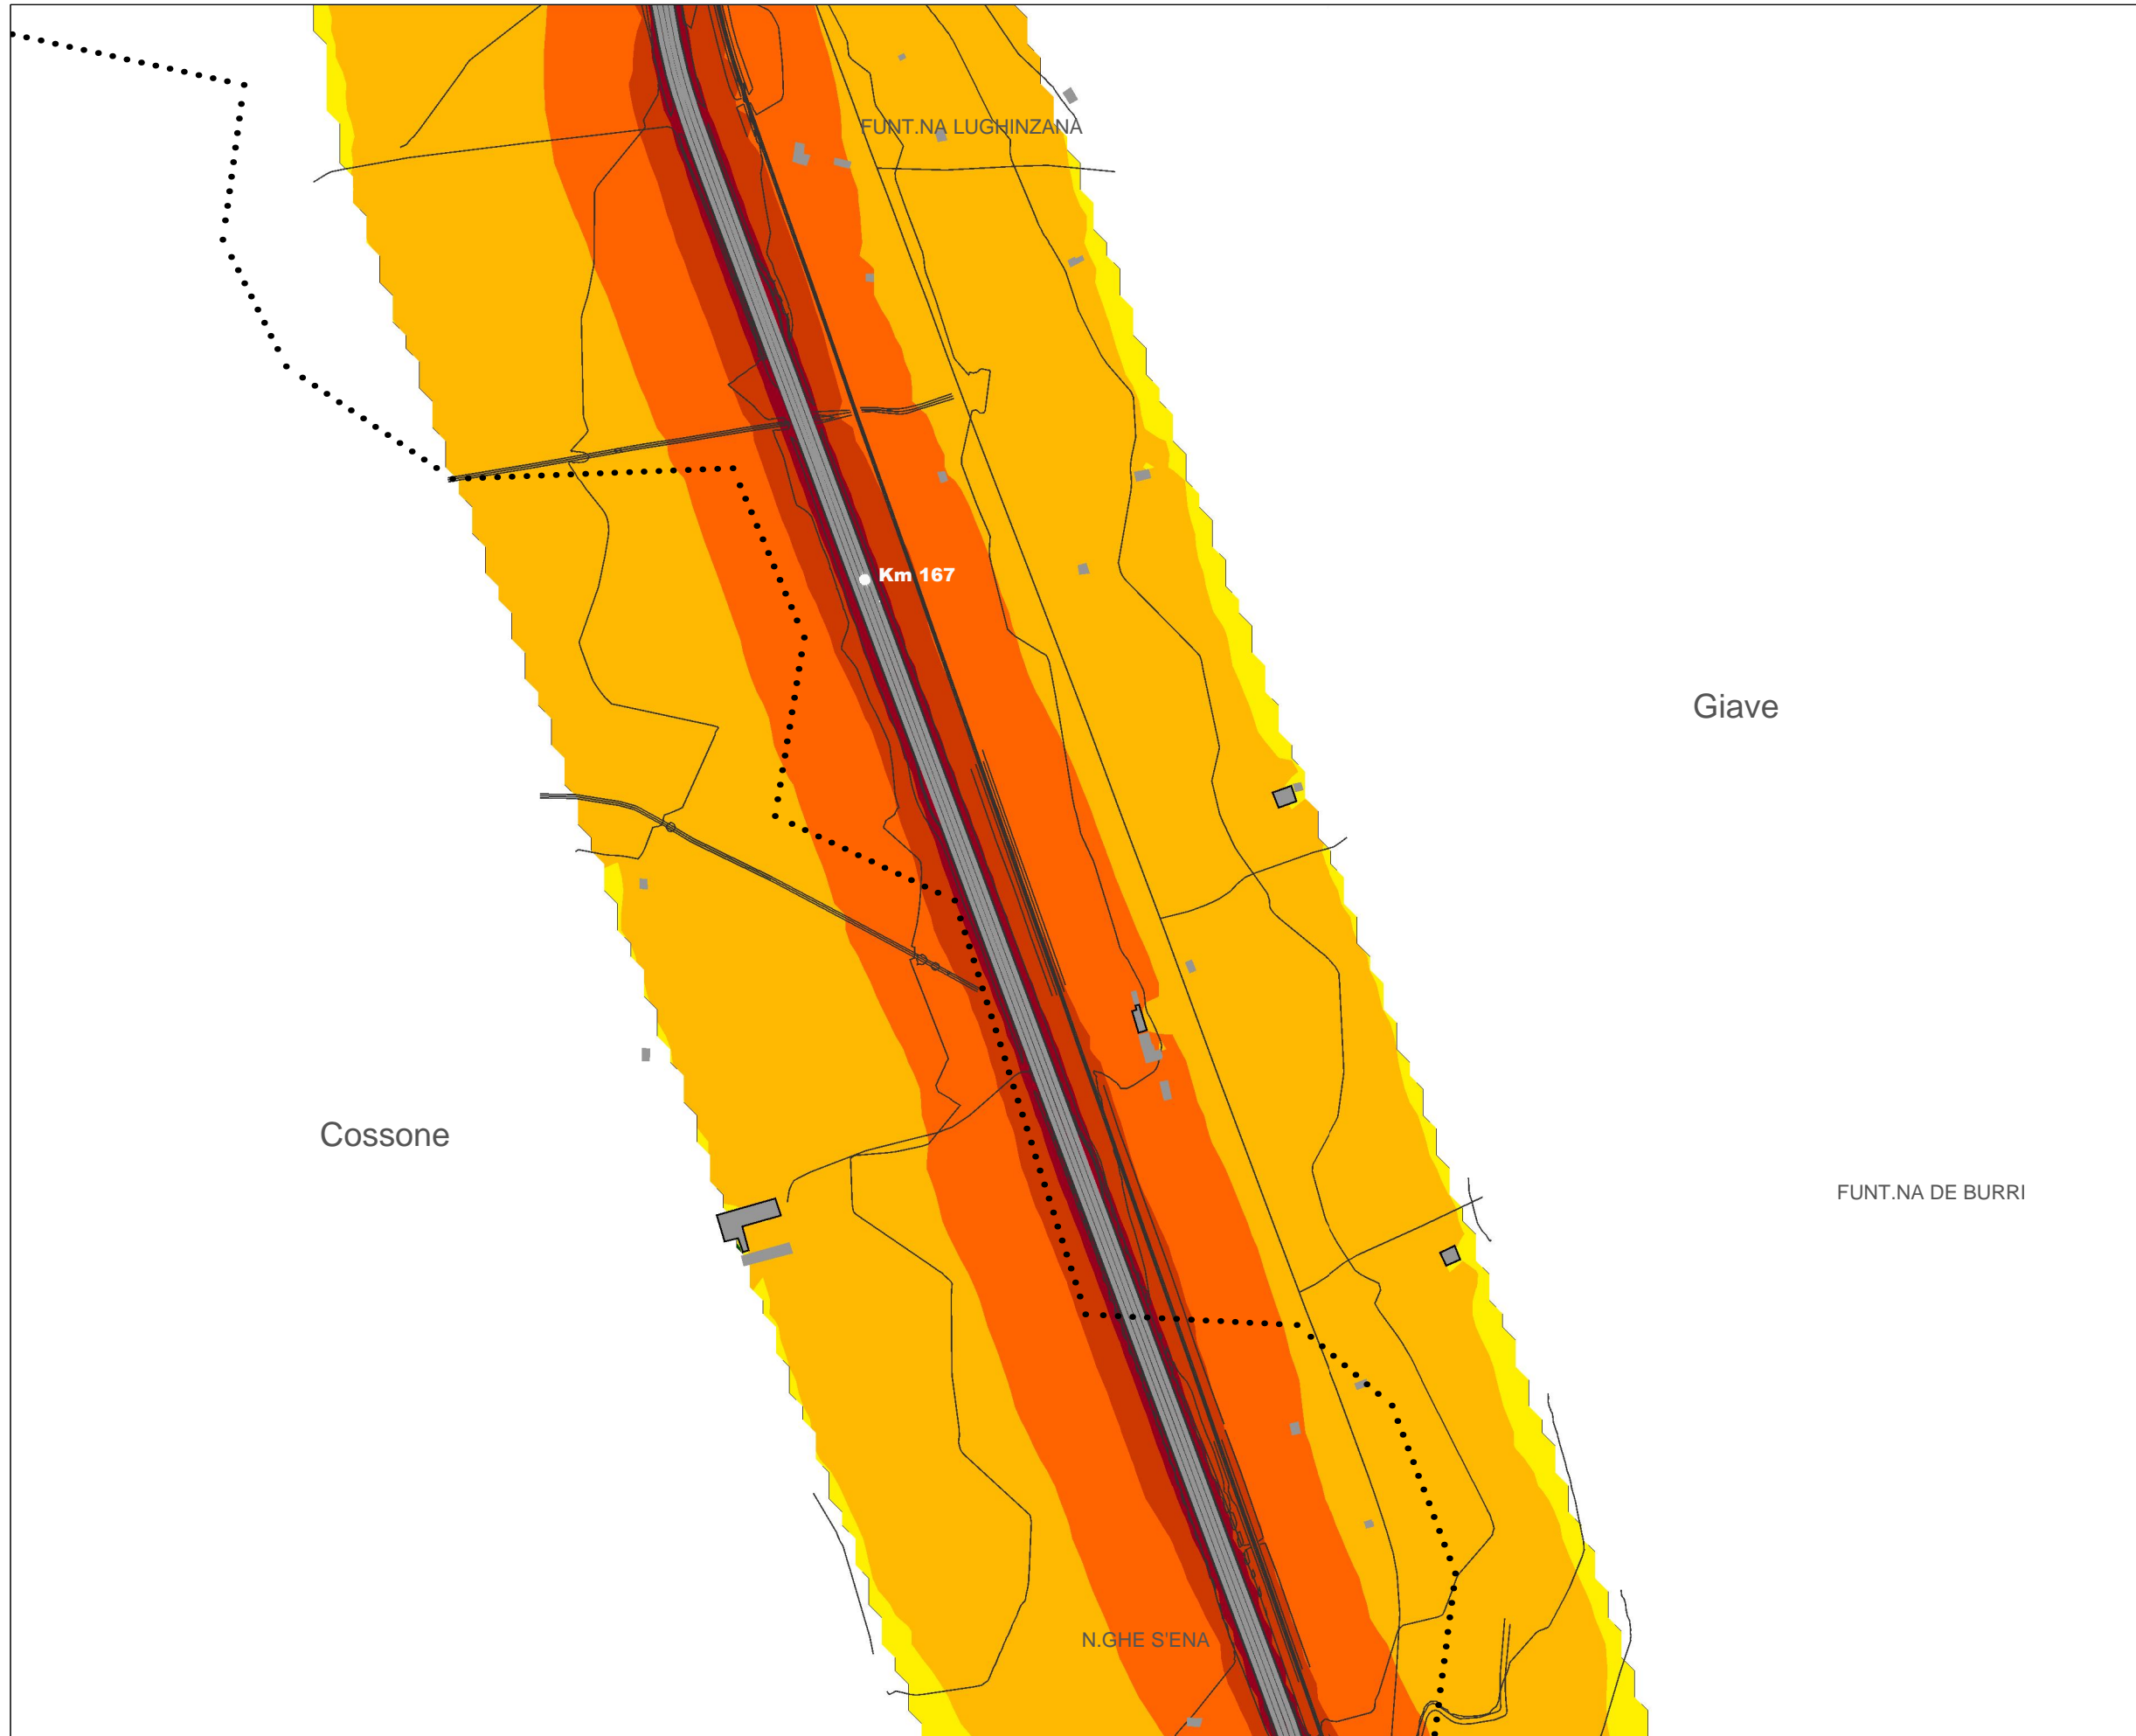 FUNT.NA LUGHINZANA
Km 167
Giave
Cossone
FUNT.NA DE BURRI
N.GHE S'ENA